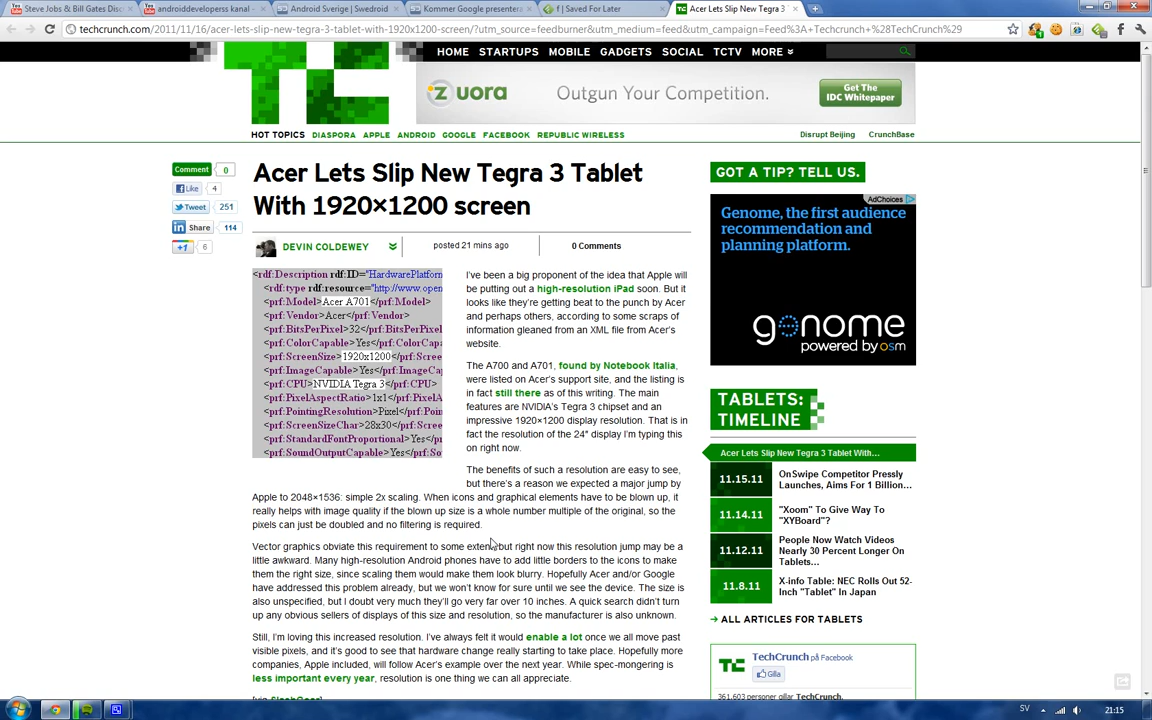 Steve Jobs & Bill Gates Disc
androiddeveloperss kanal -
Android Sverige | Swedroid
Kommer Google presentera
f | Saved For Later
Acer Lets Slip New Tegra 3
techcrunch.com/2011/11/16/acer-lets-slip-new-tegra-3-tablet-with-1920x1200-screen/?utm_source=feedburner&utm_medium=feed&utm_campaign=Feed%3A+Techcrunch+%28TechCrunch%29
HOME STARTUPS MOBILE GADGETS SOCIAL TCTV MORE
zuora Outgun Your Competition. Get The
IDC Whitepaper
HOT TOPICS DIASPORA APPLE ANDROID GOOGLE FACEBOOK REPUBLIC WIRELESS
Disrupt Beijing CrunchBase
Comment 0
Like 4
Tweet 251
Share 114
+1 6
Acer Lets Slip New Tegra 3 Tablet
With 1920×1200 screen
DEVIN COLDEWEY posted 21 mins ago 0 Comments
<rdf:Description rdf:ID="HardwarePlatform
<rdf:type rdf:resource="http://www.open
<prf:Model>Acer A701</prf:Model>
<prf:Vendor>Acer</prf:Vendor>
<prf:BitsPerPixel>32</prf:BitsPerPixel
<prf:ColorCapable>Yes</prf:ColorCapa
<prf:ScreenSize>1920x1200</prf:Scree
<prf:ImageCapable>Yes</prf:ImageCap
<prf:CPU>NVIDIA Tegra 3</prf:CPU>
<prf:PixelAspectRatio>1x1</prf:PixelA
<prf:PointingResolution>Pixel</prf:Poin
<prf:ScreenSizeChar>28x30</prf:Screen
<prf:StandardFontProportional>Yes</pr
<prf:SoundOutputCapable>Yes</prf:So
I've been a big proponent of the idea that Apple will
be putting out a high-resolution iPad soon. But it
looks like they're getting beat to the punch by Acer
and perhaps others, according to some scraps of
information gleaned from an XML file from Acer's
website.
The A700 and A701, found by Notebook Italia,
were listed on Acer's support site, and the listing is
in fact still there as of this writing. The main
features are NVIDIA's Tegra 3 chipset and an
impressive 1920×1200 display resolution. That is in
fact the resolution of the 24″ display I'm typing this
on right now.
The benefits of such a resolution are easy to see,
but there's a reason we expected a major jump by
Apple to 2048×1536: simple 2x scaling. When icons and graphical elements have to be blown up, it
really helps with image quality if the blown up size is a whole number multiple of the original, so the
pixels can just be doubled and no filtering is required.
Vector graphics obviate this requirement to some extent but right now this resolution jump may be a
little awkward. Many high-resolution Android phones have to add little borders to the icons to make
them the right size, since scaling them would make them look blurry. Hopefully Acer and/or Google
have addressed this problem already, but we won't know for sure until we see the device. The size is
also unspecified, but I doubt very much they'll go very far over 10 inches. A quick search didn't turn
up any obvious sellers of displays of this size and resolution, so the manufacturer is also unknown.
Still, I'm loving this increased resolution. I've always felt it would enable a lot once we all move past
visible pixels, and it's good to see that hardware change really starting to take place. Hopefully more
companies, Apple included, will follow Acer's example over the next year. While spec-mongering is
less important every year, resolution is one thing we can all appreciate.
[via SlashGear]
GOT A TIP? TELL US.
AdChoices
Genome, the first audience
recommendation and
planning platform.
genome
powered by osm
TABLETS:
TIMELINE
Acer Lets Slip New Tegra 3 Tablet With...
11.15.11 OnSwipe Competitor Pressly
Launches, Aims For 1 Billion...
11.14.11 "Xoom" To Give Way To
"XYBoard"?
11.12.11 People Now Watch Videos
Nearly 30 Percent Longer On
Tablets...
11.8.11 X-info Table: NEC Rolls Out 52-
Inch "Tablet" In Japan
ALL ARTICLES FOR TABLETS
TechCrunch på Facebook
Gilla
361,603 personer gillar TechCrunch.
SV 21:15